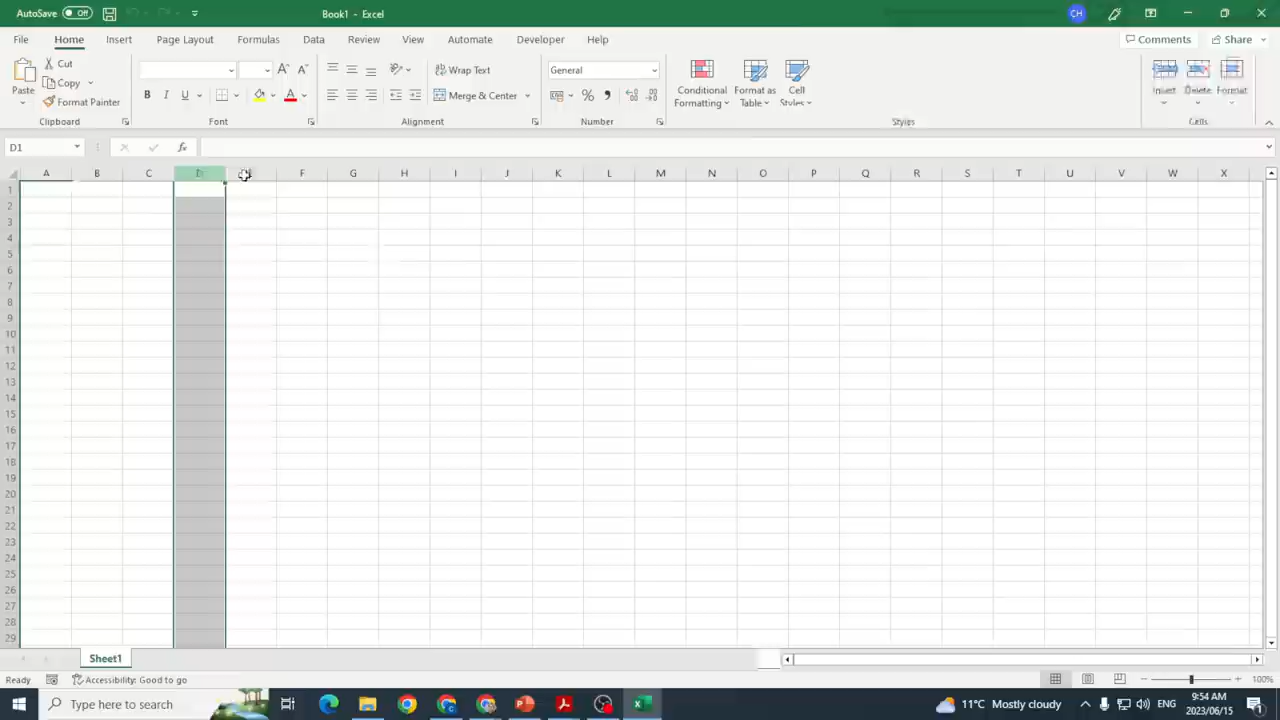 AutoSave Off Book1 - Excel CH
File Home Insert Page Layout Formulas Data Review View Automate Developer Help Comments Share
Cut
Copy
Format Painter
Paste
Clipboard
B I U A A A
Font
ab Wrap Text
Merge & Center
Alignment
General
% ,
Number
Conditional Formatting
Format as Table
Cell Styles
Styles
Insert Delete Format
Cells
D1 fx
A B C D F G H I J K L M N O P Q R S T U V W X
1
2
3
4
5
6
7
8
9
10
11
12
13
14
15
16
17
18
19
20
21
22
23
24
25
26
27
28
29
Sheet1
Ready Accessibility: Good to go 100%
Type here to search 11°C Mostly cloudy ENG 9:54 AM
2023/06/15